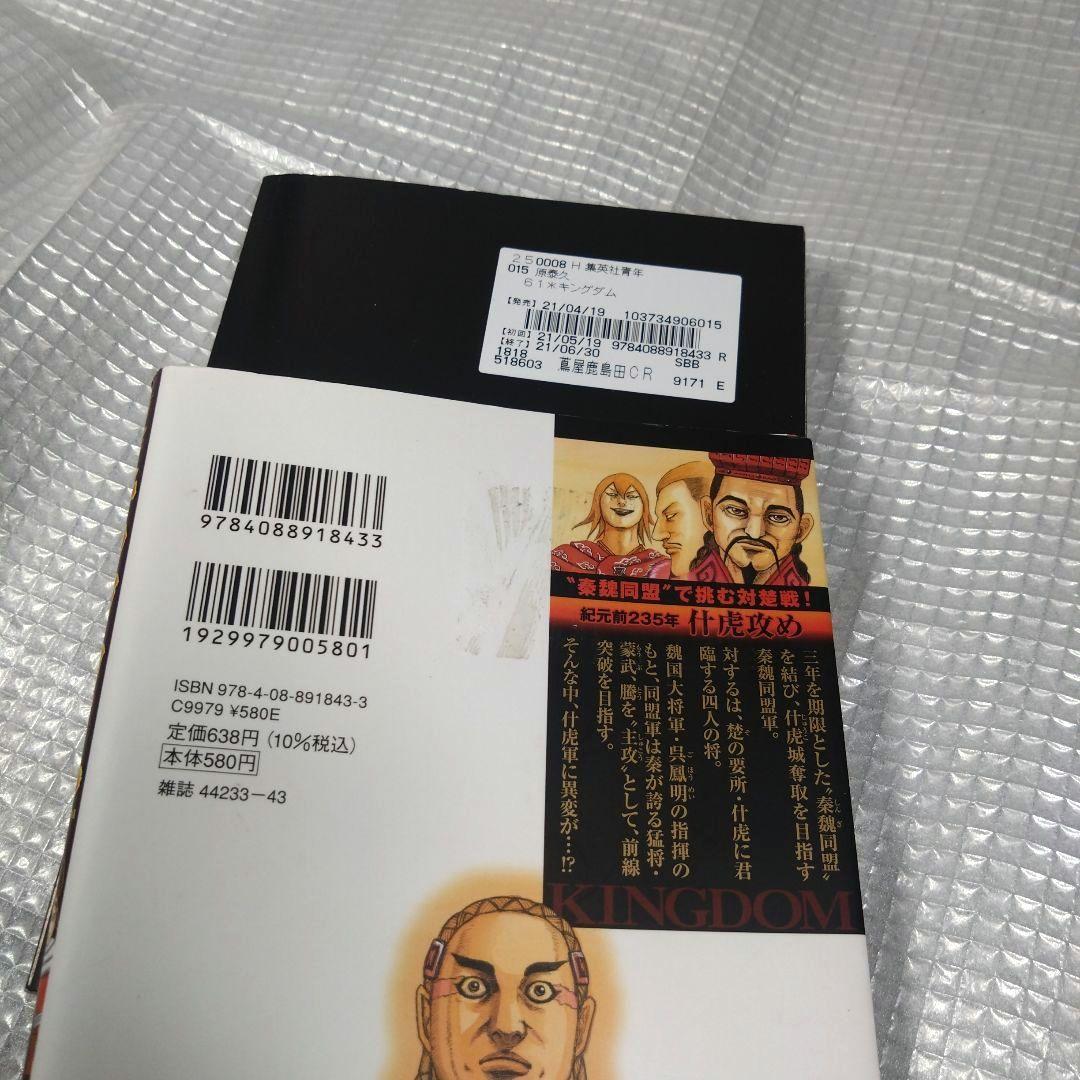 250008 H 集英社青年
015 原泰久
61*キングダム
【発売】21/04/19 103734906015
【初回】21/05/19 9784088918433 R
【終了】21/06/30 SBB
1818
518603 蔦屋鹿島田CR 9171 E
9784088918433
1929979005801
ISBN 978-4-08-891843-3
C9979 ¥580E
定価638円(10%税込)
本体580円
雑誌 44233-43
〝秦魏同盟〟で挑む対楚戦!
紀元前235年 什虎攻め
三年を期限とした〝秦魏同盟〟
を結び、什虎城奪取を目指す
秦魏同盟軍。
対するは、楚の要所・什虎に君
臨する四人の将。
魏国大将軍・呉鳳明の指揮の
もと、同盟軍は秦が誇る猛将・
蒙武、騰を〝主攻〟として、前線
突破を目指す。
そんな中、什虎軍に異変が…!?
KINGDOM